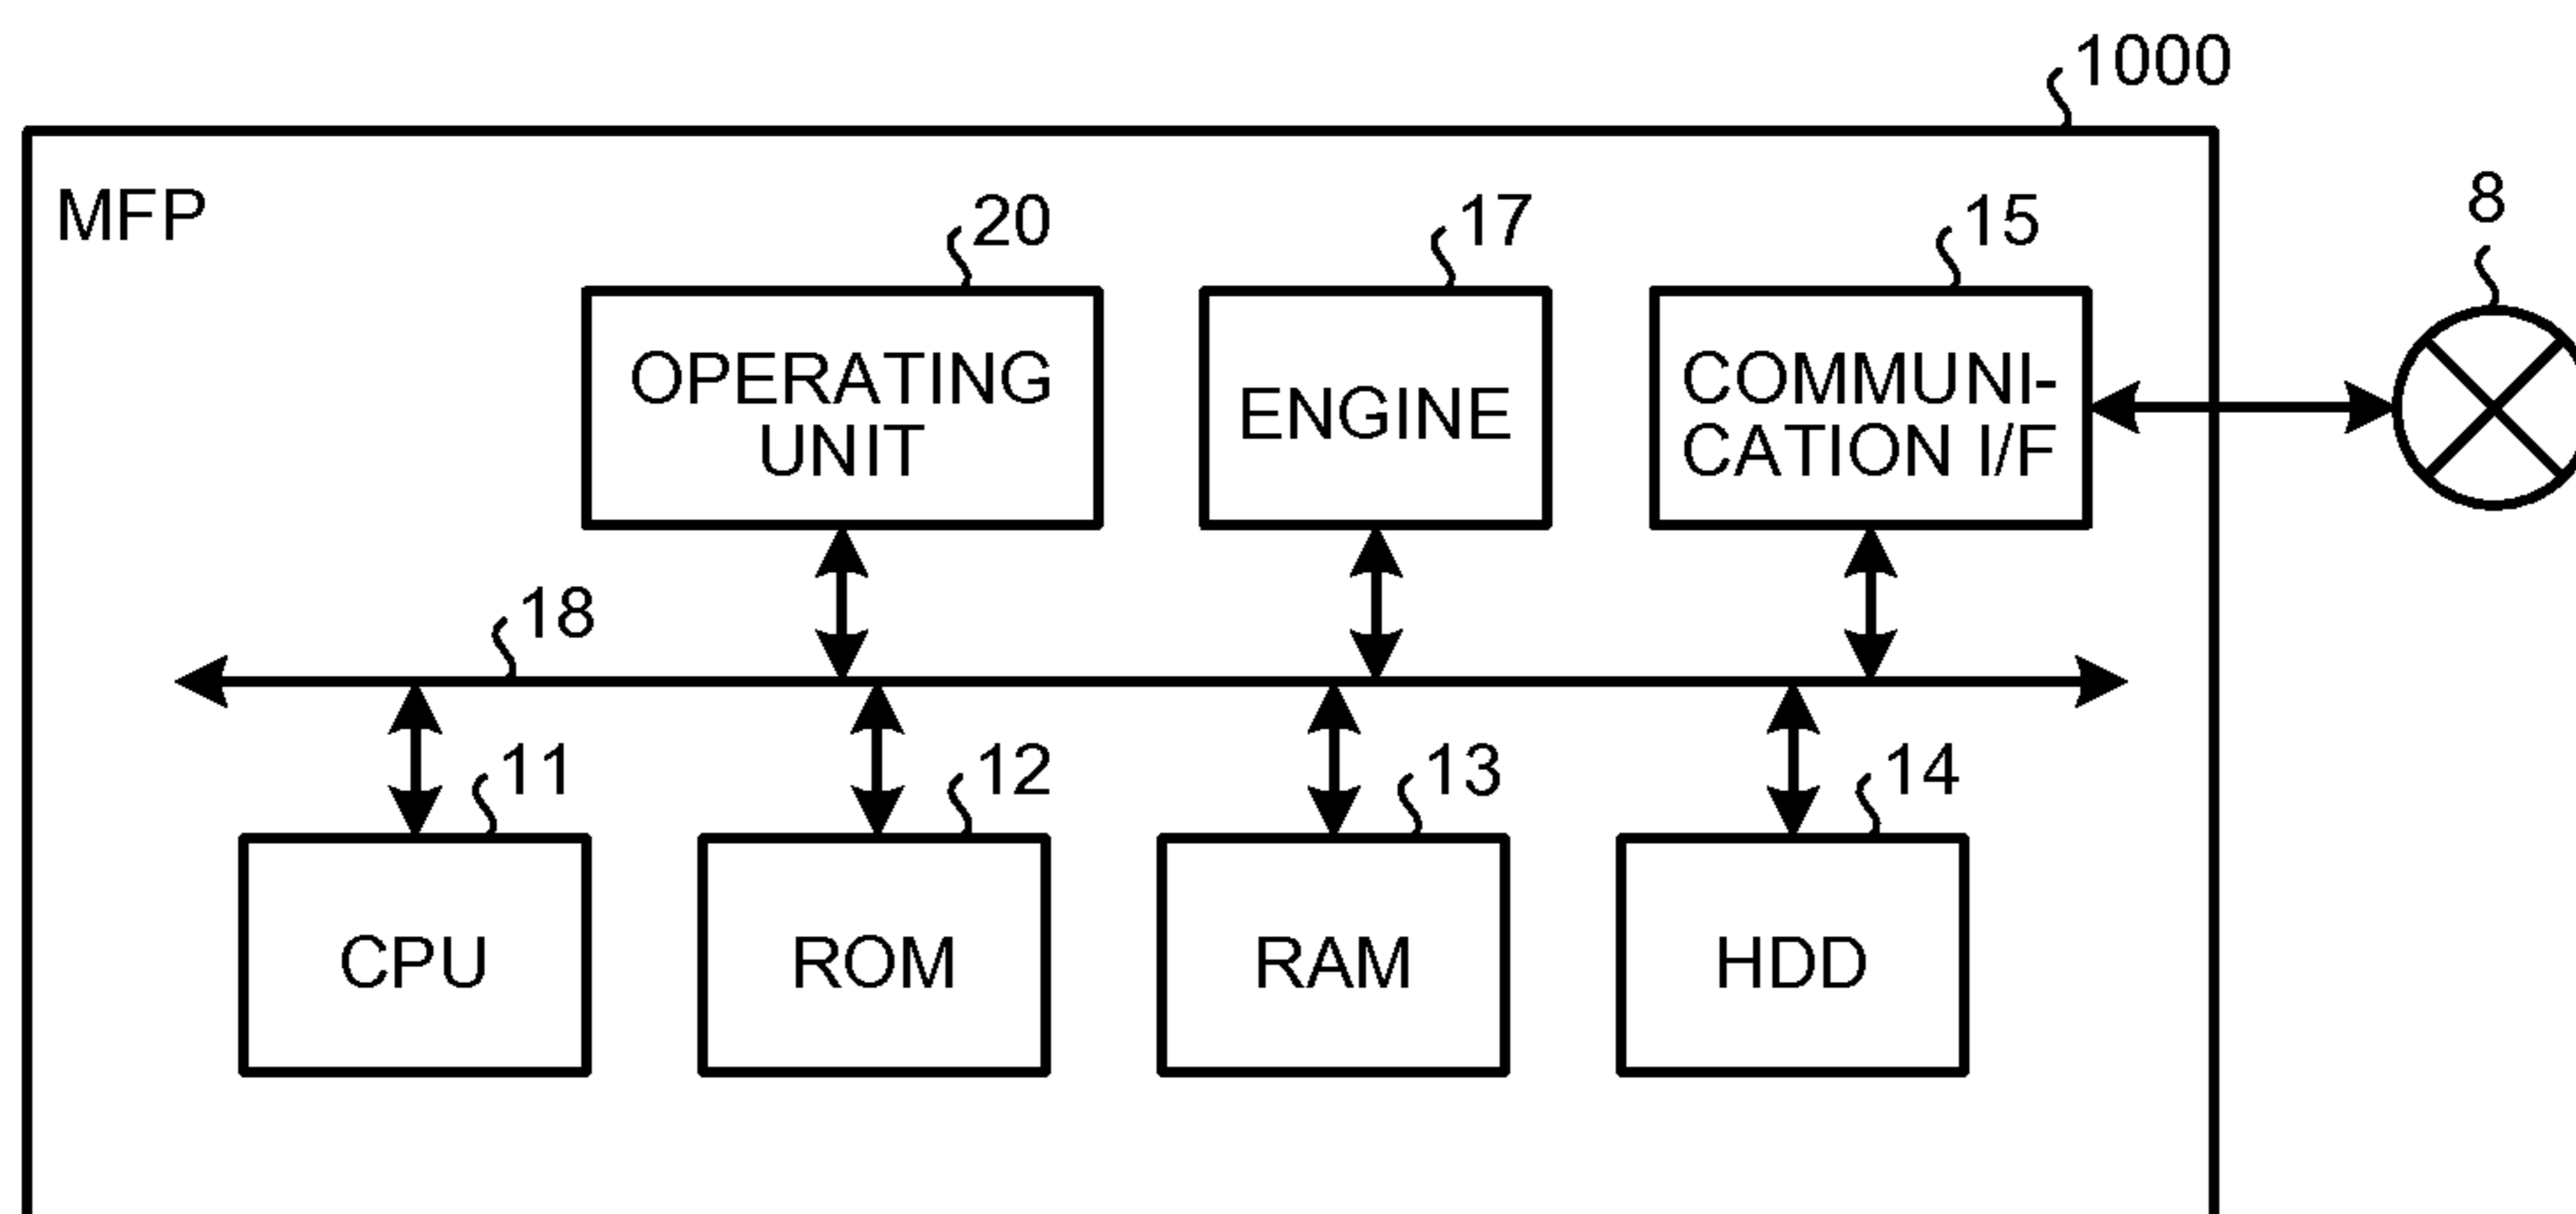 1000
MFP
20
17
15
8
OPERATING
UNIT
ENGINE
COMMUNI-
CATION I/F
18
11
12
13
14
CPU
ROM
RAM
HDD